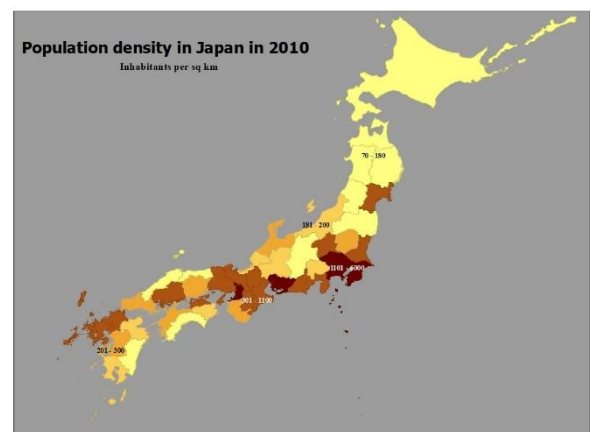 Population density in Japan in 2010
Inhabitants per sq km
70 - 180
181 - 200
1101 - 6000
301 - 1100
201 - 300